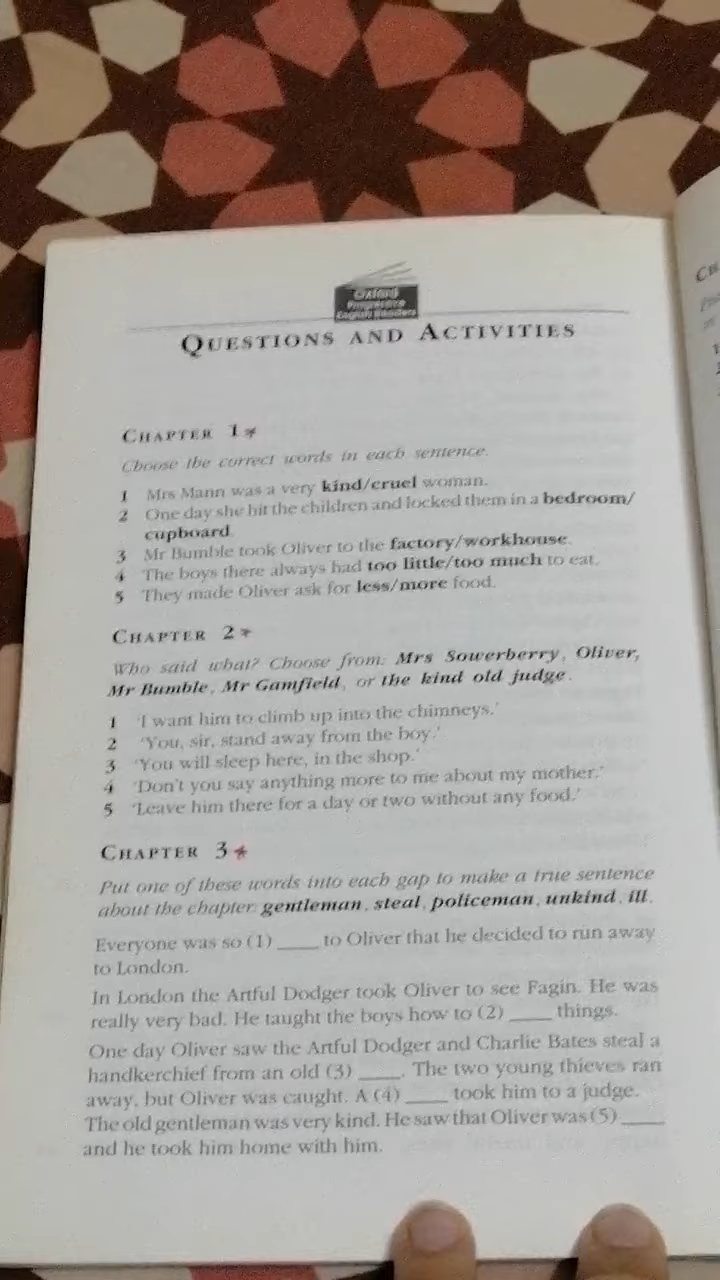 Oxford
Progressive
English Readers
QUESTIONS AND ACTIVITIES
CHAPTER 1*
Choose the correct words in each sentence.
1 Mrs Mann was a very kind/cruel woman.
2 One day she hit the children and locked them in a bedroom/
cupboard.
3 Mr Bumble took Oliver to the factory/workhouse.
4 The boys there always had too little/too much to eat.
5 They made Oliver ask for less/more food.
CHAPTER 2*
Who said what? Choose from: Mrs Sowerberry, Oliver,
Mr Bumble, Mr Gamfield, or the kind old judge.
1 'I want him to climb up into the chimneys.'
2 'You, sir, stand away from the boy.'
3 'You will sleep here, in the shop.'
4 'Don't you say anything more to me about my mother.'
5 'Leave him there for a day or two without any food.'
CHAPTER 3*
Put one of these words into each gap to make a true sentence
about the chapter: gentleman, steal, policeman, unkind, ill.
Everyone was so (1) ____ to Oliver that he decided to run away
to London.
In London the Artful Dodger took Oliver to see Fagin. He was
really very bad. He taught the boys how to (2) ____ things.
One day Oliver saw the Artful Dodger and Charlie Bates steal a
handkerchief from an old (3) ____. The two young thieves ran
away, but Oliver was caught. A (4) ____ took him to a judge.
The old gentleman was very kind. He saw that Oliver was (5) ____
and he took him home with him.